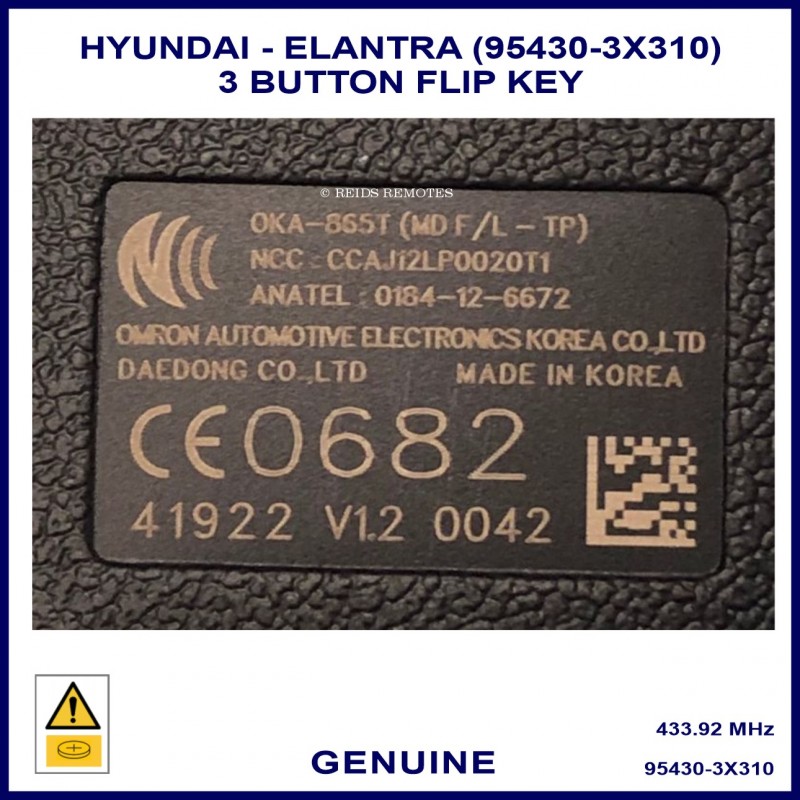 HYUNDAI - ELANTRA (95430-3X310)
3 BUTTON FLIP KEY
© REIDS REMOTES
OKA-865T (MD F/L - TP)
NCC : CCAJ12LP0020T1
ANATEL : 0184-12-6672
OMRON AUTOMOTIVE ELECTRONICS KOREA CO.,LTD
DAEDONG CO.,LTD MADE IN KOREA
CE0682
41922 V1.2 0042
433.92 MHz
GENUINE
95430-3X310